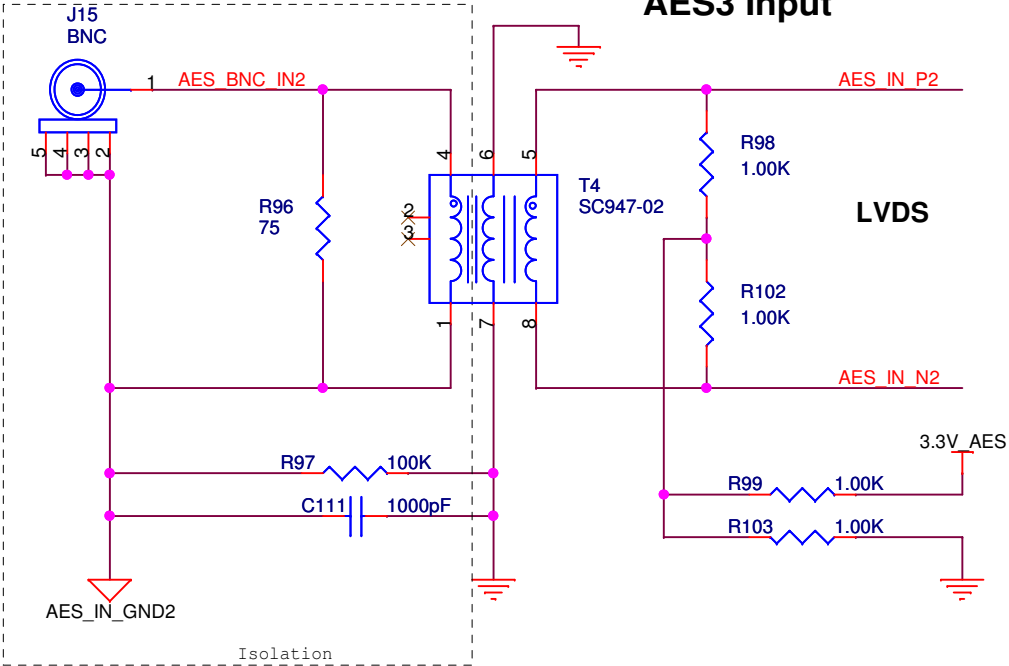 AES3 Input
J15
BNC
1
AES_BNC_IN2
AES_IN_P2
5
4
3
2
4
6
5
R98
1.00K
T4
SC947-02
R96
75
2
3
LVDS
R102
1.00K
1
7
8
AES_IN_N2
3.3V_AES
R97
100K
R99
1.00K
C111
1000pF
R103
1.00K
AES_IN_GND2
Isolation